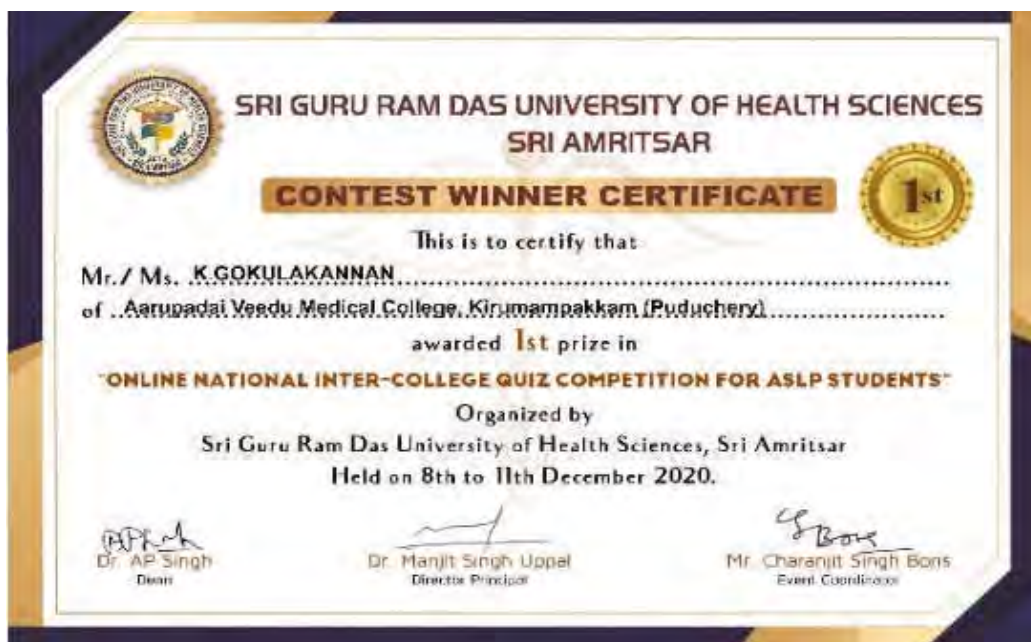 SRI GURU RAM DAS UNIVERSITY OF HEALTH SCIENCES
SRI AMRITSAR
CONTEST WINNER CERTIFICATE
1st
This is to certify that
Mr./ Ms. K.GOKULAKANNAN
of ..Aarupadai Veedu Medical College, Kirumampakkam (Puduchery)
awarded 1st prize in
"ONLINE NATIONAL INTER-COLLEGE QUIZ COMPETITION FOR ASLP STUDENTS"
Organized by
Sri Guru Ram Das University of Health Sciences, Sri Amritsar
Held on 8th to 11th December 2020.
Dr. AP Singh
Dean
Dr. Manjit Singh Uppal
Director Principal
Mr. Charanjit Singh Bons
Event Coordinator